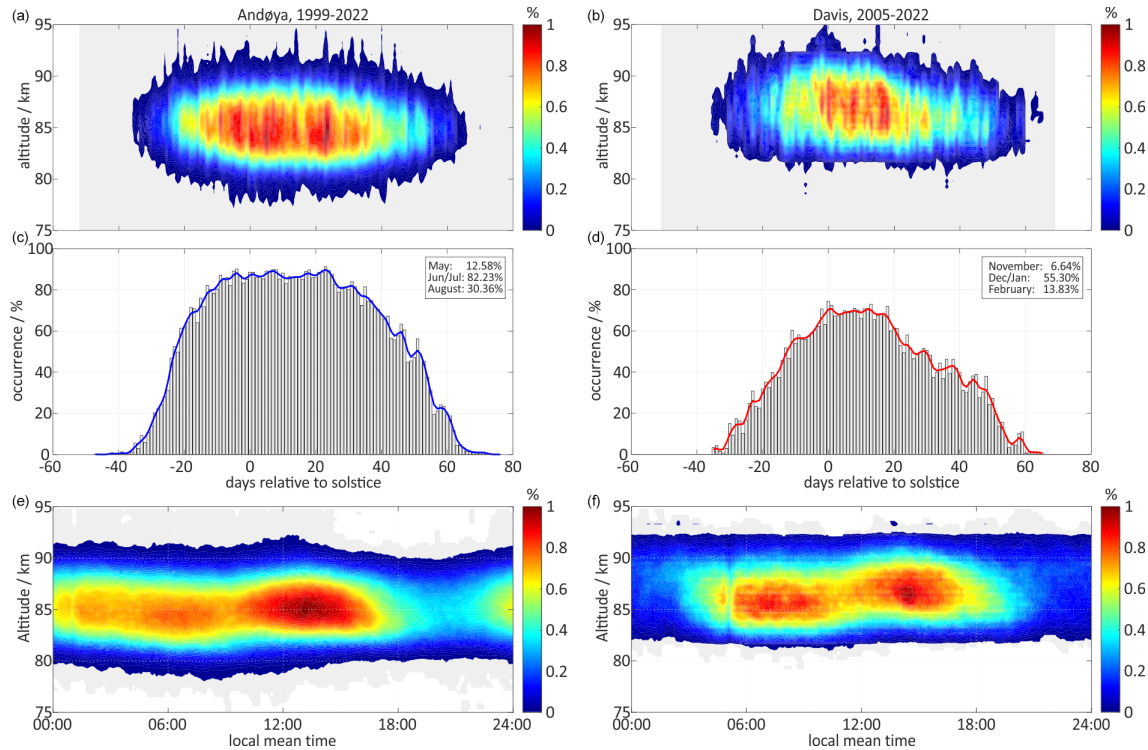 (a) Andøya, 1999-2022 %
95
90
85
80
75
altitude / km
1
0.8
0.6
0.4
0.2
0
(b) Davis, 2005-2022 %
95
90
85
80
75
altitude / km
1
0.8
0.6
0.4
0.2
0
(c)
100
80
60
40
20
0
occurrence / %
May: 12.58%
Jun/Jul: 82.23%
August: 30.36%
-60 -40 -20 0 20 40 60 80
days relative to solstice
(d)
100
80
60
40
20
0
occurrence / %
November: 6.64%
Dec/Jan: 55.30%
February: 13.83%
-60 -40 -20 0 20 40 60 80
days relative to solstice
(e) %
95
90
85
80
75
Altitude / km
1
0.8
0.6
0.4
0.2
0
00:00 06:00 12:00 18:00 24:00
local mean time
(f) %
95
90
85
80
75
Altitude / km
1
0.8
0.6
0.4
0.2
0
00:00 06:00 12:00 18:00 24:00
local mean time